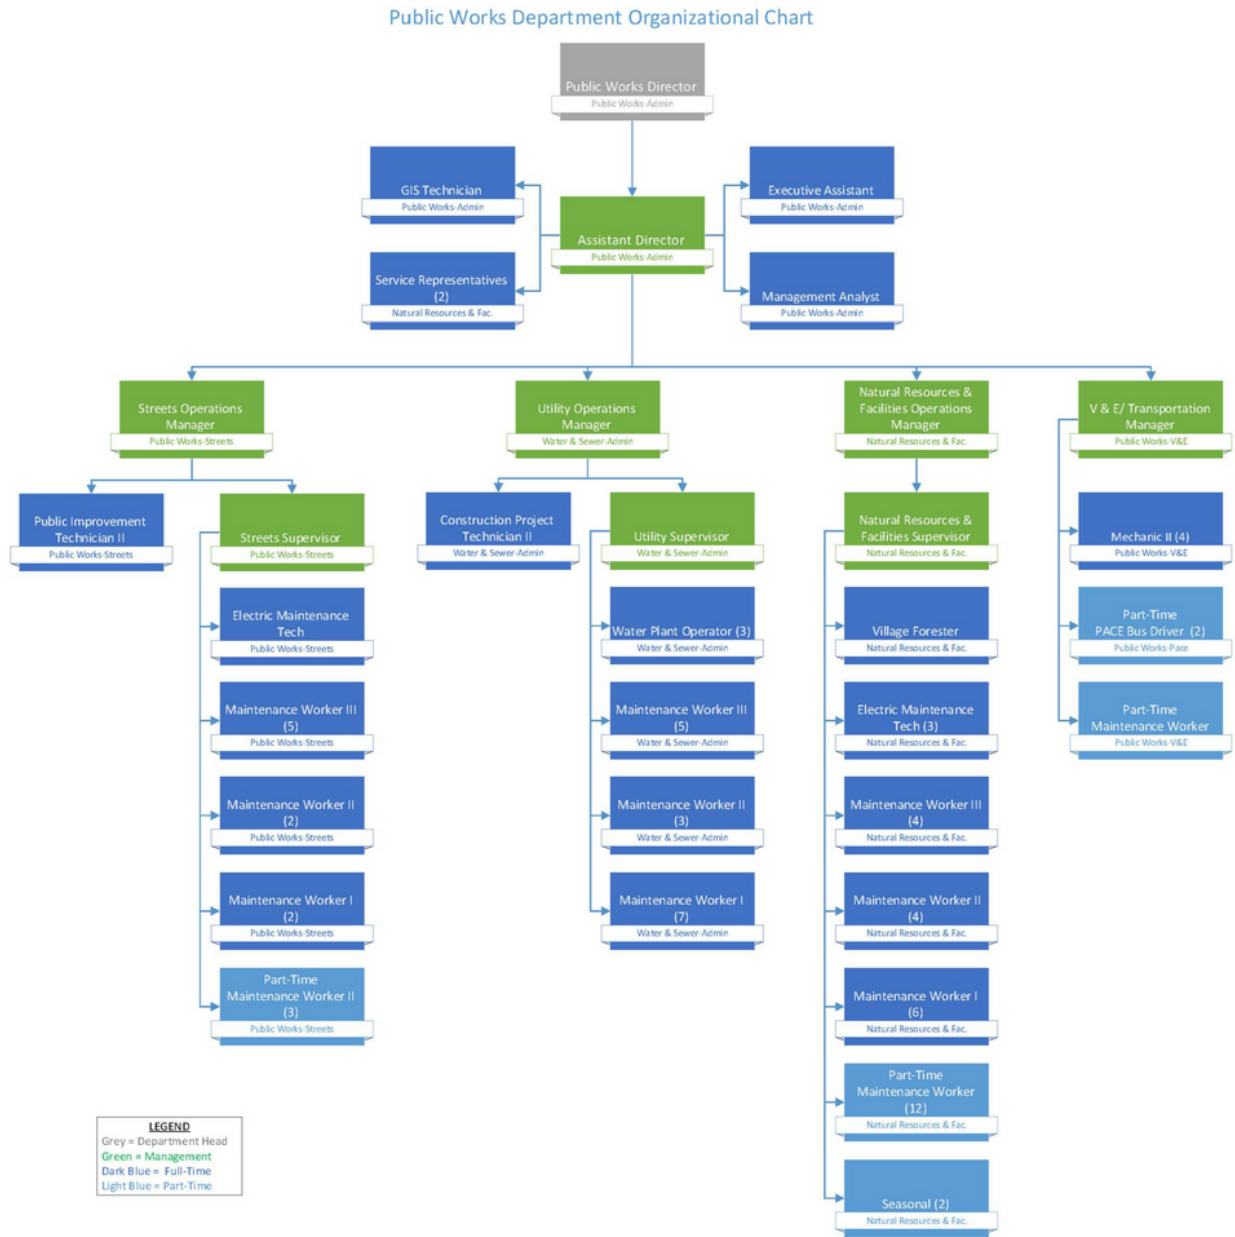 Public Works Department Organizational Chart
Public Works Director
Public Works-Admin
GIS Technician
Public Works-Admin
Executive Assistant
Public Works-Admin
Assistant Director
Public Works-Admin
Service Representatives
(2)
Natural Resources & Fac.
Management Analyst
Public Works-Admin
Streets Operations
Manager
Public Works-Streets
Utility Operations
Manager
Water & Sewer-Admin
Natural Resources &
Facilities Operations
Manager
Natural Resources & Fac.
V & E/ Transportation
Manager
Public Works-V&E
Public Improvement
Technician II
Public Works-Streets
Streets Supervisor
Public Works-Streets
Construction Project
Technician II
Water & Sewer-Admin
Utility Supervisor
Water & Sewer-Admin
Natural Resources &
Facilities Supervisor
Natural Resources & Fac.
Mechanic II (4)
Public Works-V&E
Electric Maintenance
Tech
Public Works-Streets
Water Plant Operator (3)
Water & Sewer-Admin
Village Forester
Natural Resources & Fac.
Part-Time
PACE Bus Driver (2)
Public Works-Pace
Maintenance Worker III
(5)
Public Works-Streets
Maintenance Worker III
(5)
Water & Sewer-Admin
Electric Maintenance
Tech (3)
Natural Resources & Fac.
Part-Time
Maintenance Worker
Public Works-V&E
Maintenance Worker II
(2)
Public Works-Streets
Maintenance Worker II
(3)
Water & Sewer-Admin
Maintenance Worker III
(4)
Natural Resources & Fac.
Maintenance Worker I
(2)
Public Works-Streets
Maintenance Worker I
(7)
Water & Sewer-Admin
Maintenance Worker II
(4)
Natural Resources & Fac.
Part-Time
Maintenance Worker II
(3)
Public Works-Streets
Maintenance Worker I
(6)
Natural Resources & Fac.
Part-Time
Maintenance Worker
(12)
Natural Resources & Fac.
Seasonal (2)
Natural Resources & Fac.
LEGEND
Grey = Department Head
Green = Management
Dark Blue = Full-Time
Light Blue = Part-Time